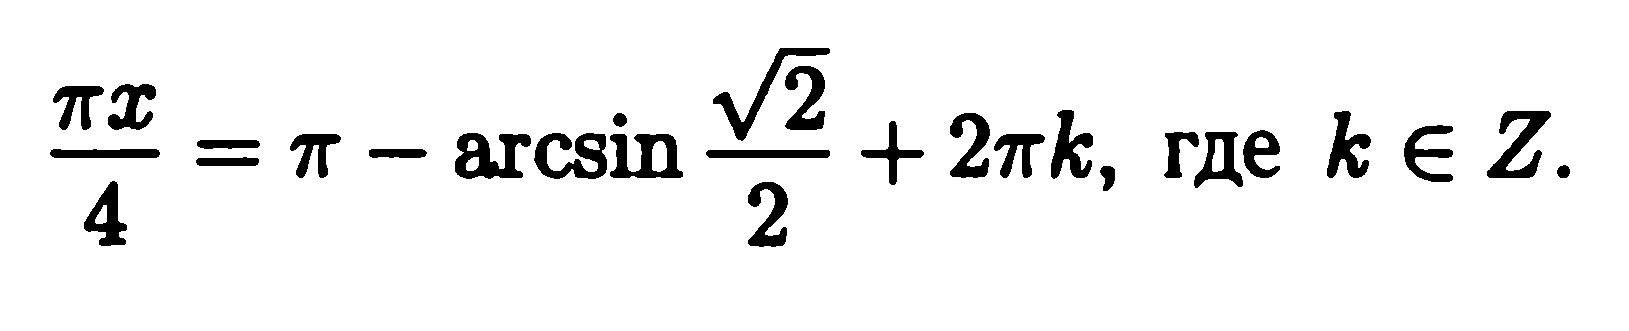 πx/4 = π − arcsin √2/2 + 2πk, где k ∈ Z.